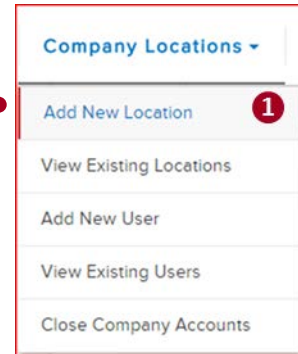 Company Locations
Add New Location 1
View Existing Locations
Add New User
View Existing Users
Close Company Accounts